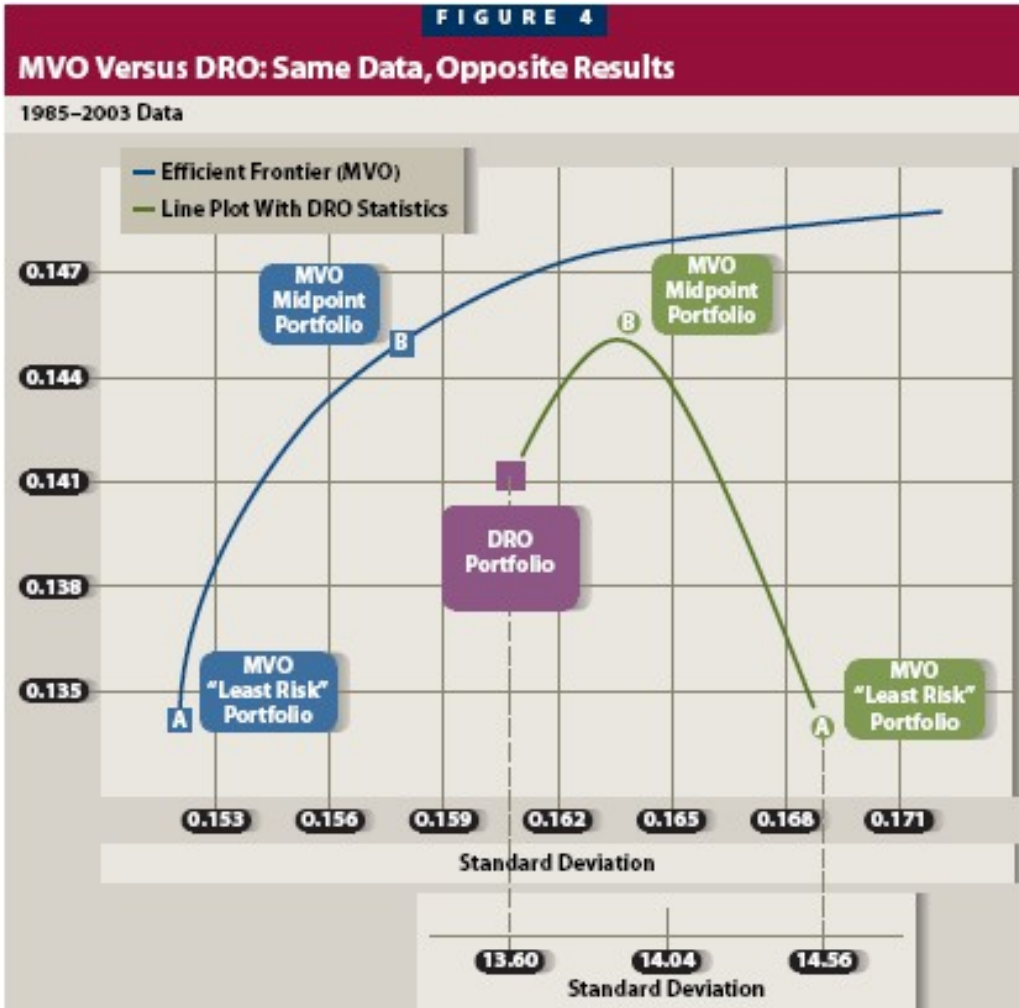 FIGURE 4
MVO Versus DRO: Same Data, Opposite Results
1985–2003 Data
Efficient Frontier (MVO)
Line Plot With DRO Statistics
0.147
0.144
0.141
0.138
0.135
MVO
Midpoint
Portfolio
B
MVO
Midpoint
Portfolio
B
DRO
Portfolio
MVO
"Least Risk"
Portfolio
A
MVO
"Least Risk"
Portfolio
A
0.153
0.156
0.159
0.162
0.165
0.168
0.171
Standard Deviation
13.60
14.04
14.56
Standard Deviation